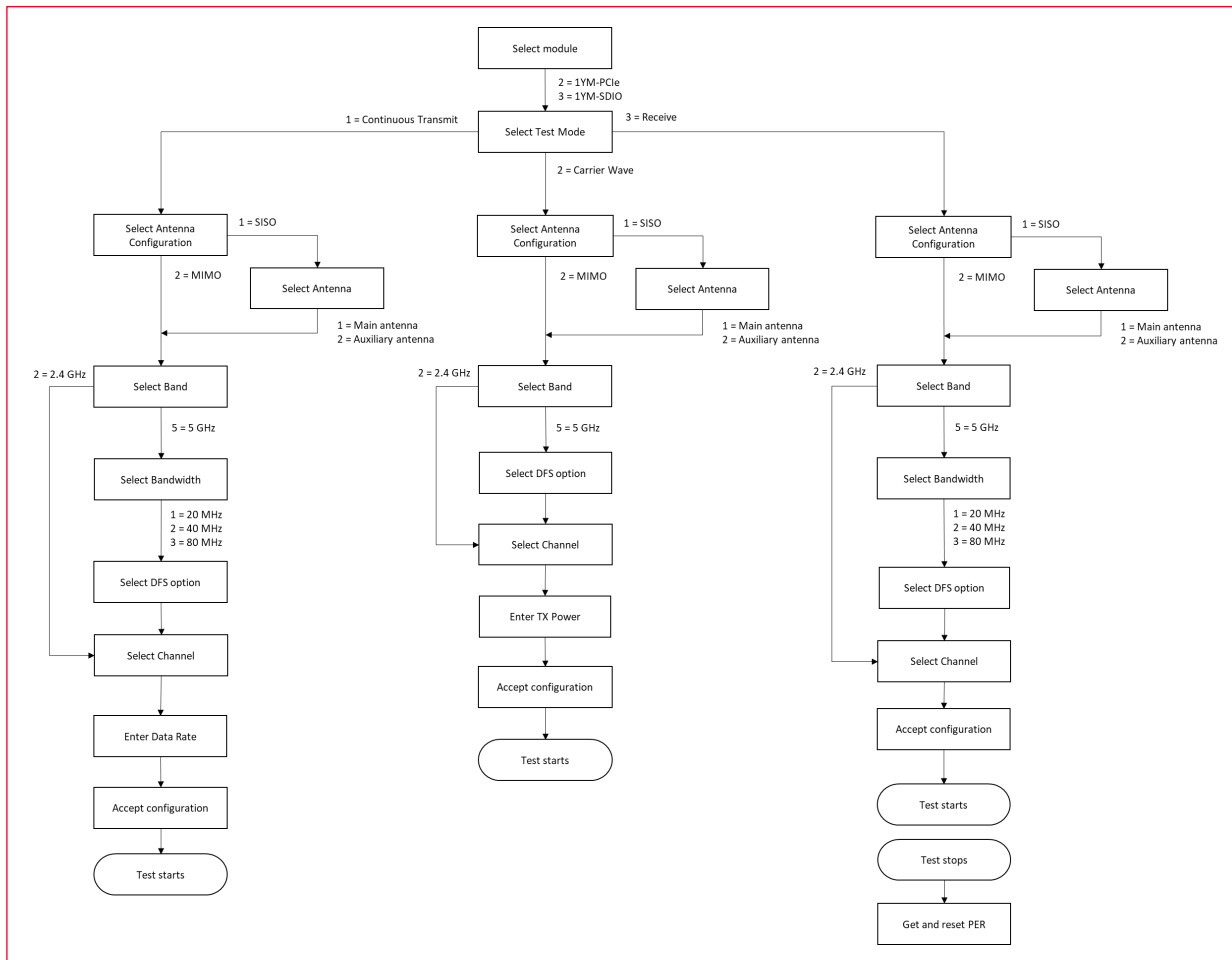 Select module
2 = 1YM-PCIe
3 = 1YM-SDIO
Select Test Mode
1 = Continuous Transmit
2 = Carrier Wave
3 = Receive
Select Antenna
Configuration
1 = SISO
2 = MIMO
Select Antenna
1 = Main antenna
2 = Auxiliary antenna
Select Band
2 = 2.4 GHz
5 = 5 GHz
Select Bandwidth
1 = 20 MHz
2 = 40 MHz
3 = 80 MHz
Select DFS option
Select Channel
Enter Data Rate
Accept configuration
Test starts
Select Antenna
Configuration
1 = SISO
2 = MIMO
Select Antenna
1 = Main antenna
2 = Auxiliary antenna
Select Band
2 = 2.4 GHz
5 = 5 GHz
Select DFS option
Select Channel
Enter TX Power
Accept configuration
Test starts
Select Antenna
Configuration
1 = SISO
2 = MIMO
Select Antenna
1 = Main antenna
2 = Auxiliary antenna
Select Band
2 = 2.4 GHz
5 = 5 GHz
Select Bandwidth
1 = 20 MHz
2 = 40 MHz
3 = 80 MHz
Select DFS option
Select Channel
Accept configuration
Test starts
Test stops
Get and reset PER